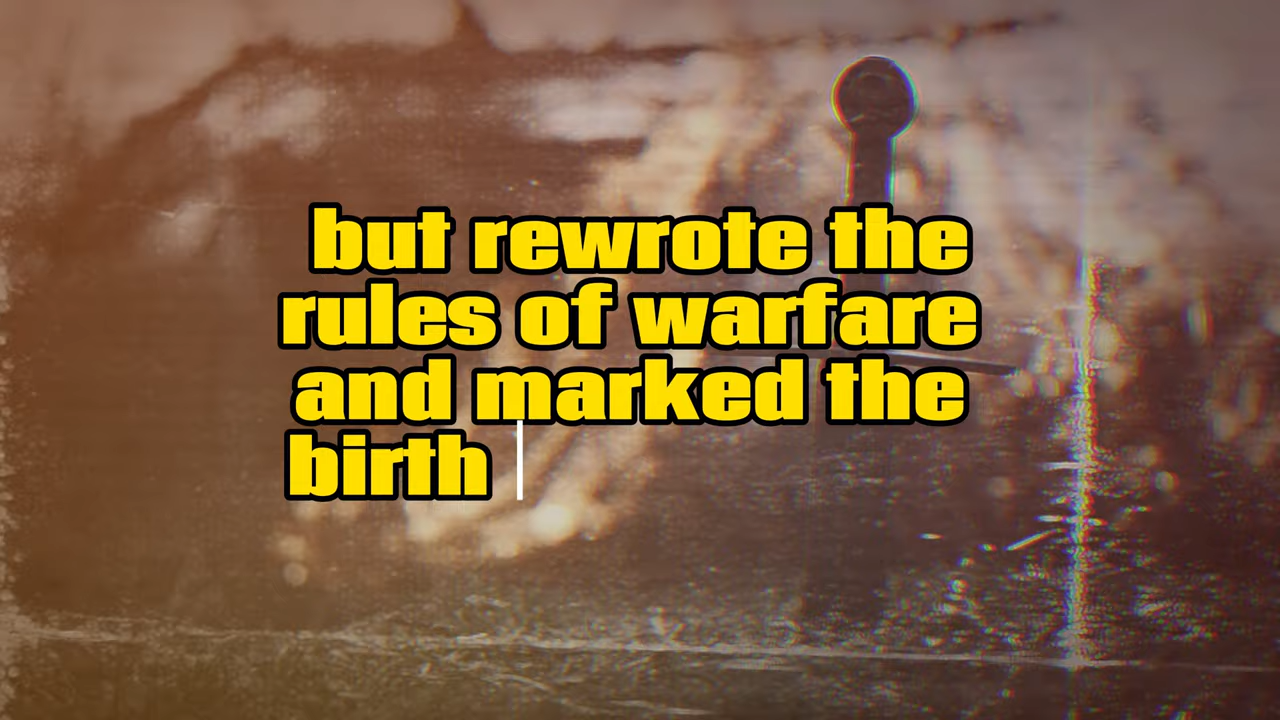 but rewrote the
rules of warfare
and marked the
birth